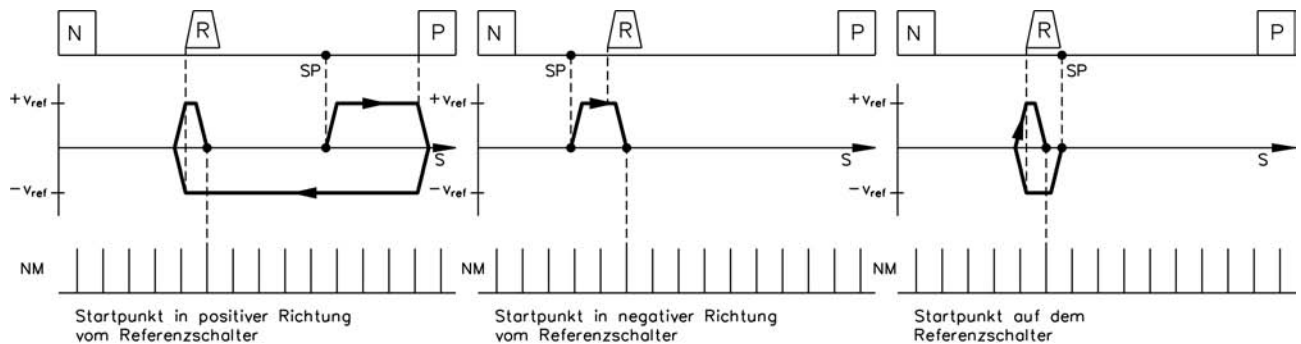 N R P
SP
+ vref
S
− vref
NM
Startpunkt in positiver Richtung
vom Referenzschalter
N R P
SP
+ vref
S
− vref
NM
Startpunkt in negativer Richtung
vom Referenzschalter
N R P
SP
+ vref
S
− vref
NM
Startpunkt auf dem
Referenzschalter